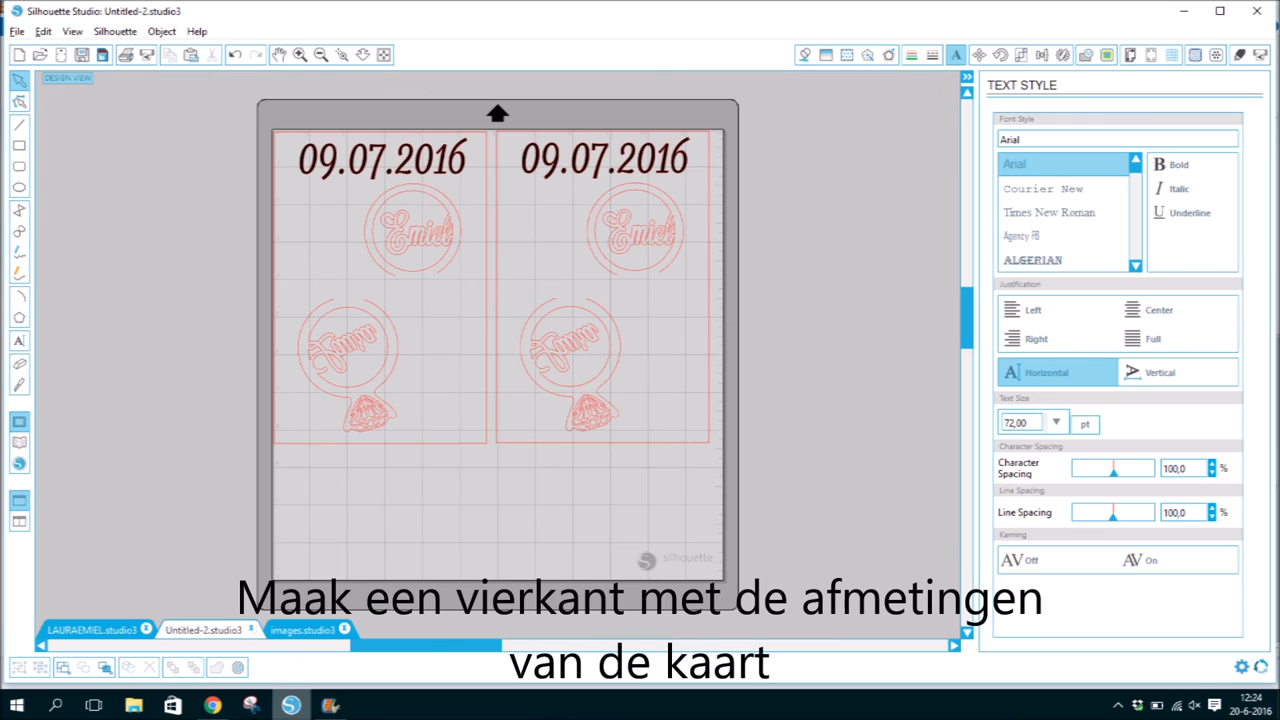 Silhouette Studio: Untitled-2.studio3
File Edit View Silhouette Object Help
DESIGN VIEW
TEXT STYLE
Font Style
Arial
Arial
Courier New
Times New Roman
Agency FB
ALGERIAN
B Bold
I Italic
U Underline
Justification
Left Center
Right Full
Horizontal Vertical
Text Size
72,00 pt
Character Spacing
Character
Spacing
100,0 %
Line Spacing
Line Spacing 100,0 %
Kerning
AV Off AV On
09.07.2016 09.07.2016
Emiel Emiel
silhouette
Maak een vierkant met de afmetingen
van de kaart
LAURAEMIEL.studio3 Untitled-2.studio3 images.studio3
12:24
20-6-2016